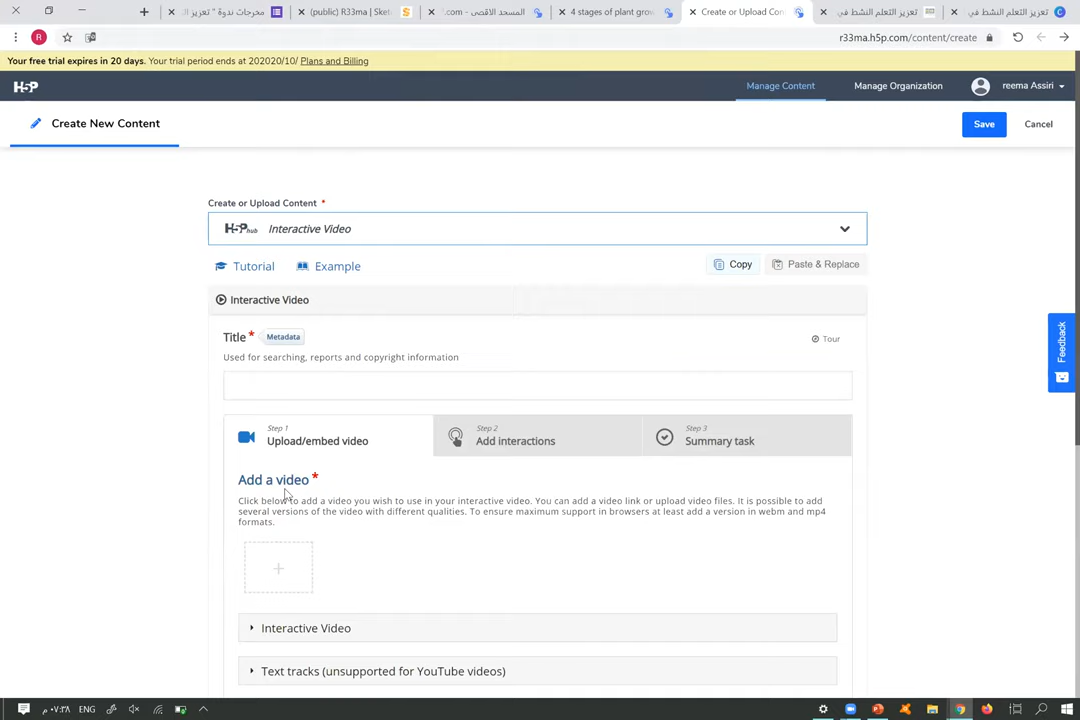 مخرجات ندوة " تعزيز الـ
(public) R33ma | Sket
المسجد الاقصى - com.
4 stages of plant grow
Create or Upload Con
تعزيز التعلم النشط في
تعزيز التعلم النشط في
R
r33ma.h5p.com/content/create
Your free trial expires in 20 days. Your trial period ends at 202020/10/ Plans and Billing
H5P
Manage Content
Manage Organization
reema Assiri
Create New Content
Save
Cancel
Create or Upload Content *
H5P hub Interactive Video
Tutorial
Example
Copy
Paste & Replace
Interactive Video
Title * Metadata
Tour
Used for searching, reports and copyright information
Feedback
Step 1
Upload/embed video
Step 2
Add interactions
Step 3
Summary task
Add a video *
Click below to add a video you wish to use in your interactive video. You can add a video link or upload video files. It is possible to add
several versions of the video with different qualities. To ensure maximum support in browsers at least add a version in webm and mp4
formats.
+
Interactive Video
Text tracks (unsupported for YouTube videos)
٠٧:٣٨ م
ENG